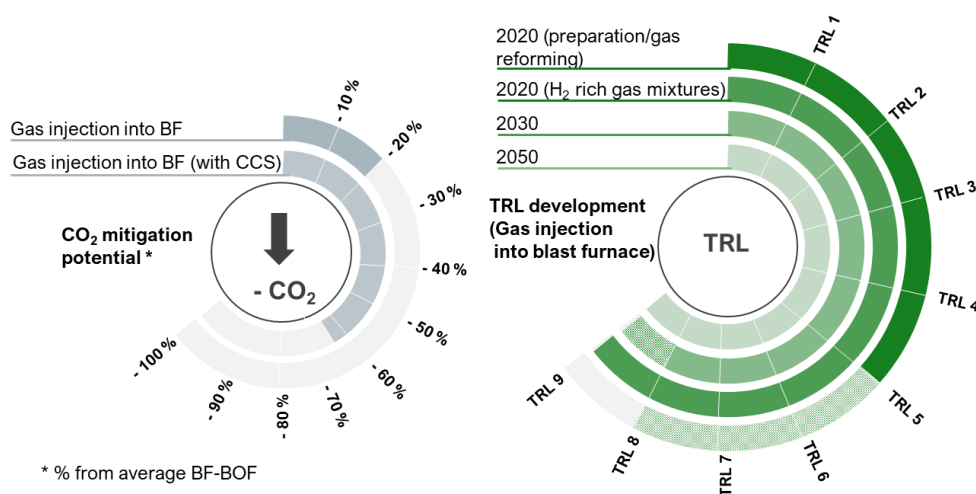 Gas injection into BF
Gas injection into BF (with CCS)
CO₂ mitigation
potential *
- CO₂
- 10 %
- 20 %
- 30 %
- 40 %
- 50 %
- 60 %
- 70 %
- 80 %
- 90 %
- 100 %
* % from average BF-BOF
2020 (preparation/gas
reforming)
2020 (H₂ rich gas mixtures)
2030
2050
TRL development
(Gas injection
into blast furnace)
TRL
TRL 1
TRL 2
TRL 3
TRL 4
TRL 5
TRL 6
TRL 7
TRL 8
TRL 9